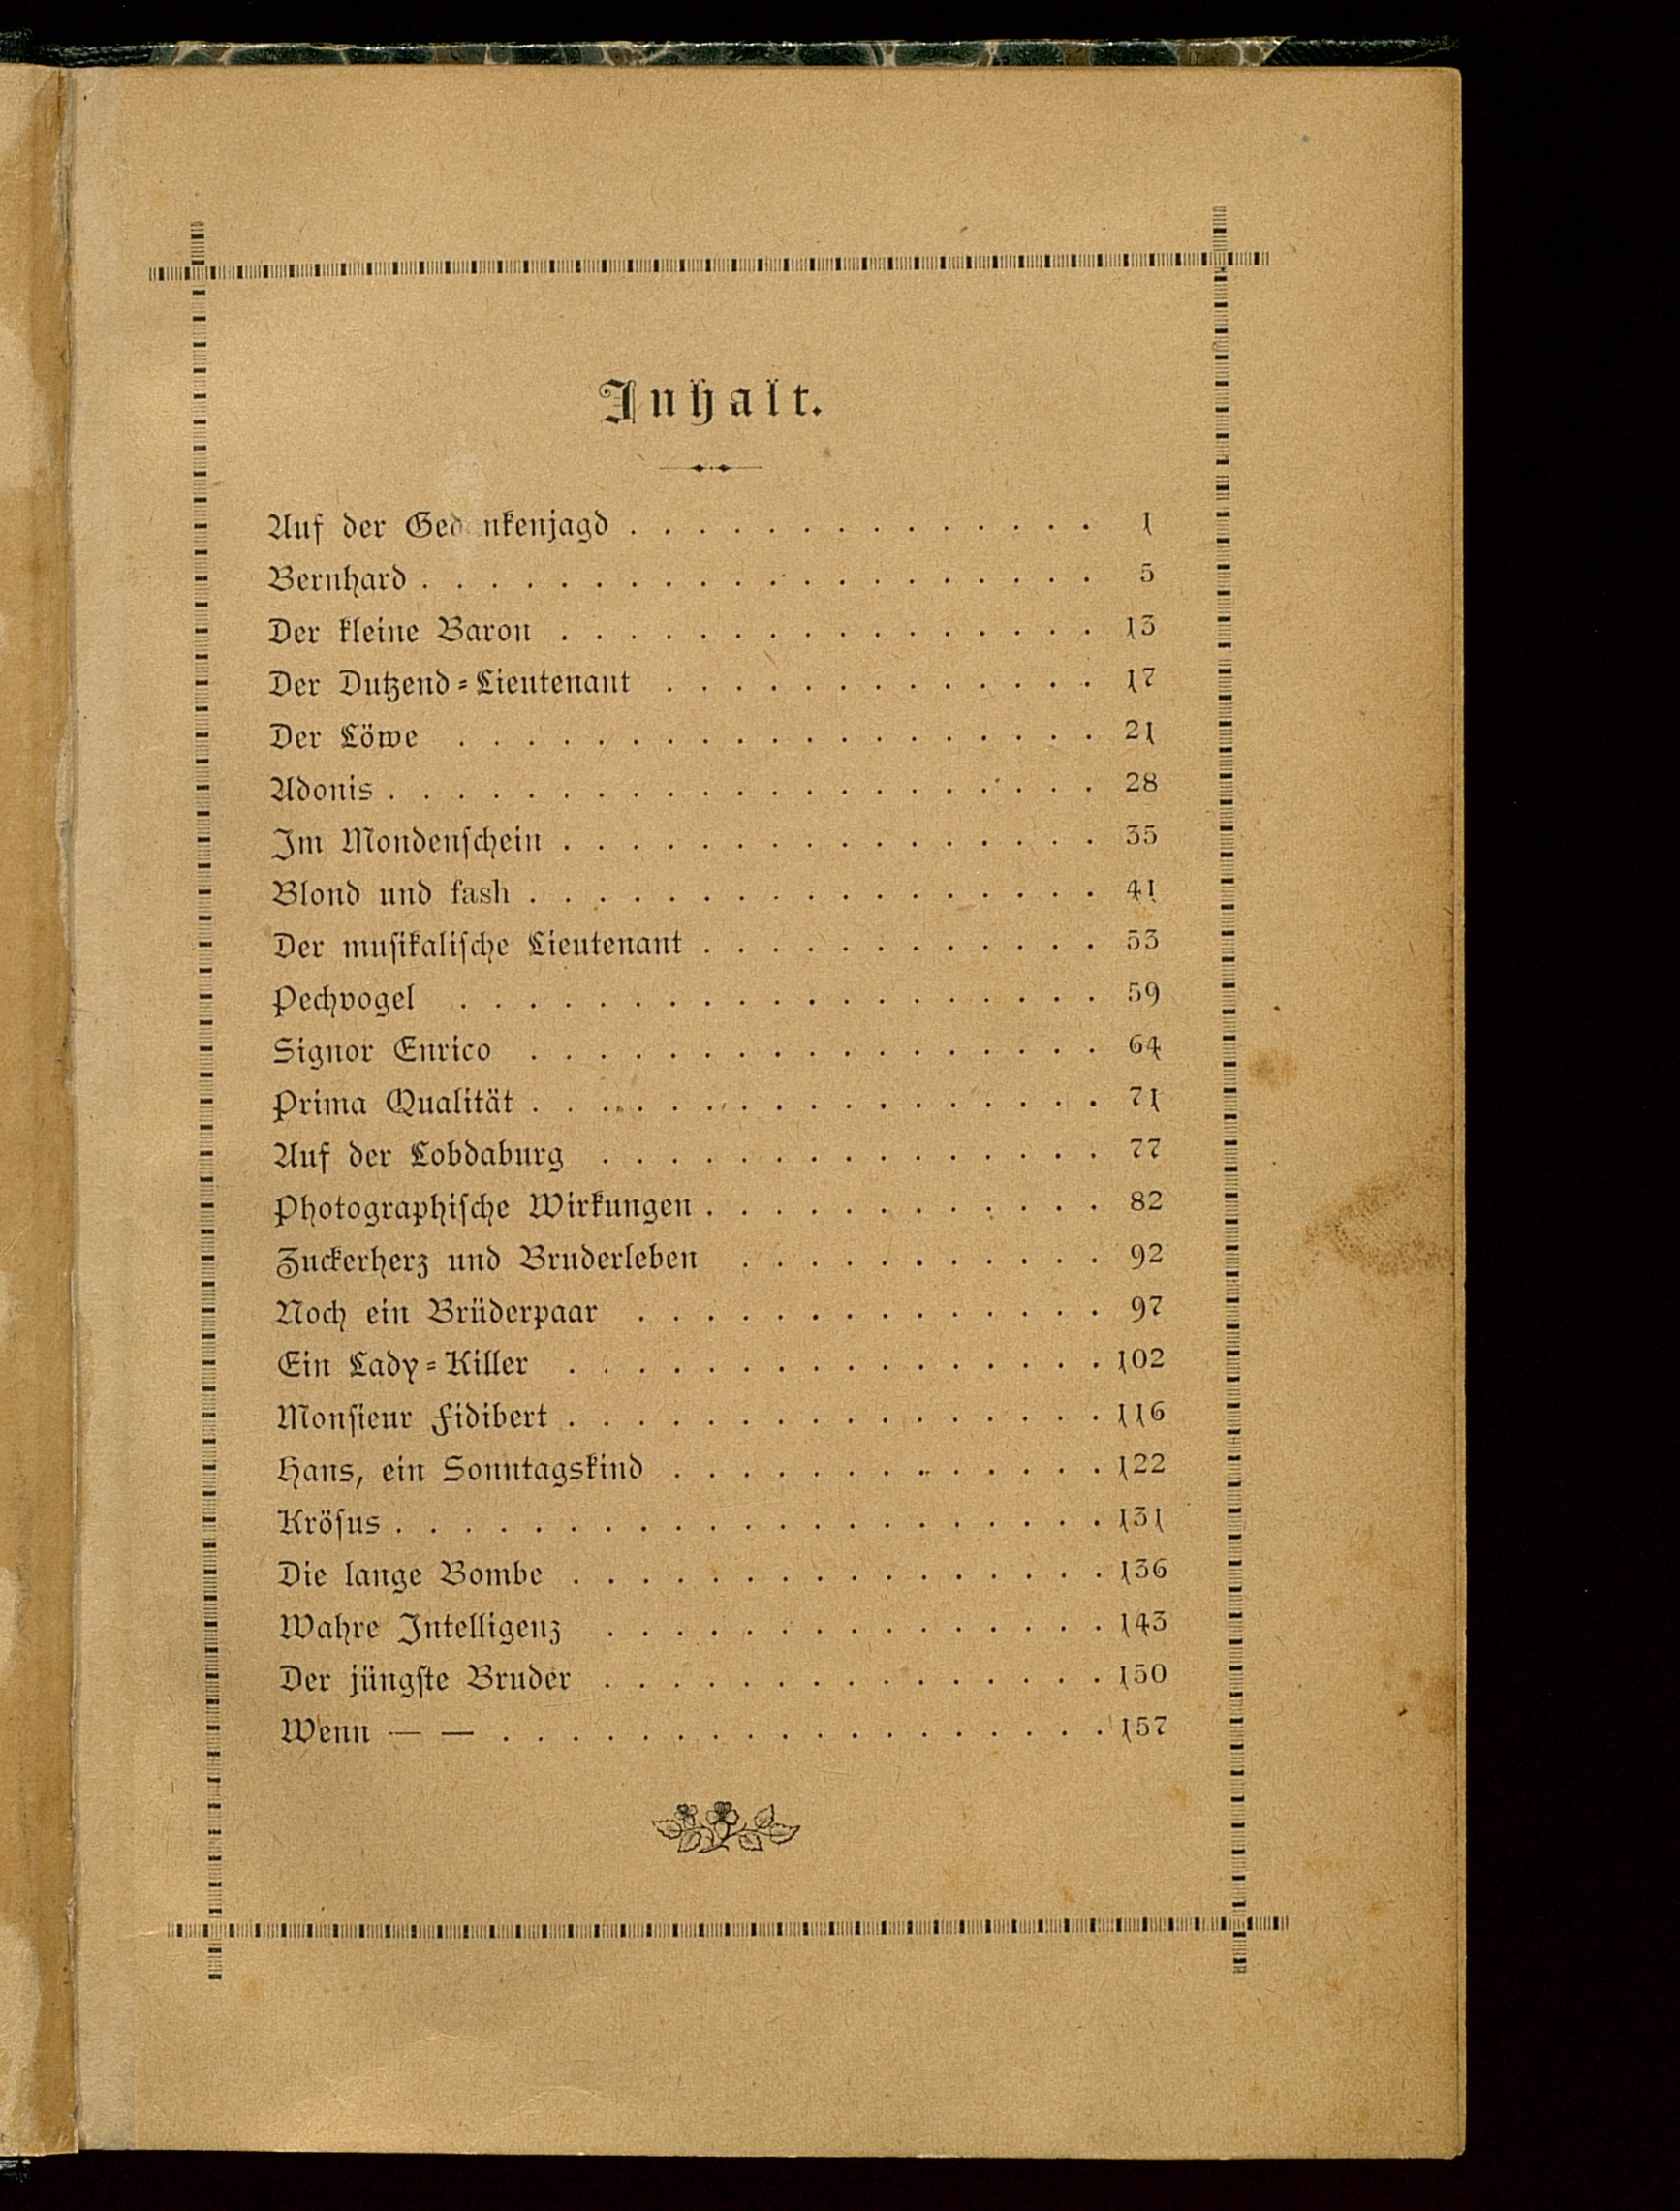 Inhalt.
Auf der Ged nkenjagd . . . . . . . . . . . . . . 1
Bernhard . . . . . . . . . . . . . . . . . . . . 5
Der kleine Baron . . . . . . . . . . . . . . . . 13
Der Dutzend-Lieutenant . . . . . . . . . . . . . 17
Der Löwe . . . . . . . . . . . . . . . . . . . 21
Adonis . . . . . . . . . . . . . . . . . . . . . 28
Im Mondenschein . . . . . . . . . . . . . . . . 35
Blond und fash . . . . . . . . . . . . . . . . . 41
Der musikalische Lieutenant . . . . . . . . . . . . 53
Pechvogel . . . . . . . . . . . . . . . . . . . 59
Signor Enrico . . . . . . . . . . . . . . . . . 64
Prima Qualität . . . . . . . . . . . . . . . . . 71
Auf der Lobdaburg . . . . . . . . . . . . . . . 77
Photographische Wirkungen . . . . . . . . . . . . 82
Zuckerherz und Bruderleben . . . . . . . . . . . 92
Noch ein Brüderpaar . . . . . . . . . . . . . . 97
Ein Lady-Killer . . . . . . . . . . . . . . . . 102
Monsieur Fidibert . . . . . . . . . . . . . . . . 116
Hans, ein Sonntagskind . . . . . . . . . . . . . 122
Krösus . . . . . . . . . . . . . . . . . . . . . 131
Die lange Bombe . . . . . . . . . . . . . . . . 136
Wahre Intelligenz . . . . . . . . . . . . . . . 143
Der jüngste Bruder . . . . . . . . . . . . . . . 150
Wenn — — . . . . . . . . . . . . . . . . . . 157